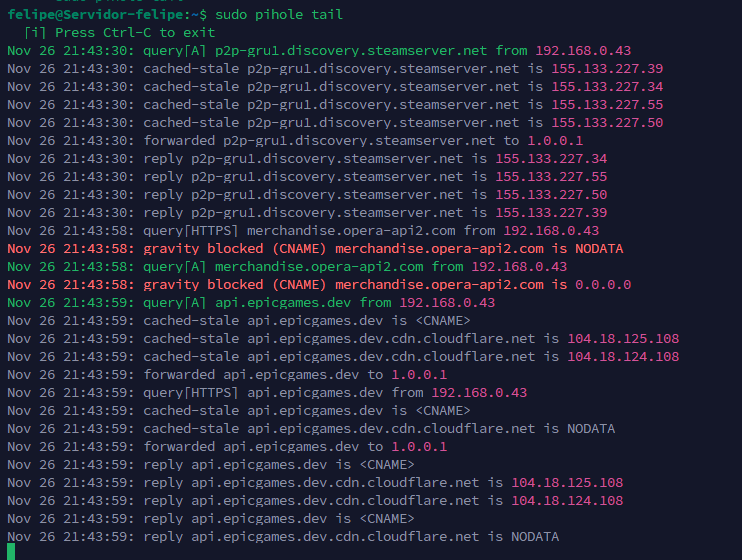 felipe@Servidor-felipe:~$ sudo pihole tail
[i] Press Ctrl-C to exit
Nov 26 21:43:30: query[A] p2p-gru1.discovery.steamserver.net from 192.168.0.43
Nov 26 21:43:30: cached-stale p2p-gru1.discovery.steamserver.net is 155.133.227.39
Nov 26 21:43:30: cached-stale p2p-gru1.discovery.steamserver.net is 155.133.227.34
Nov 26 21:43:30: cached-stale p2p-gru1.discovery.steamserver.net is 155.133.227.55
Nov 26 21:43:30: cached-stale p2p-gru1.discovery.steamserver.net is 155.133.227.50
Nov 26 21:43:30: forwarded p2p-gru1.discovery.steamserver.net to 1.0.0.1
Nov 26 21:43:30: reply p2p-gru1.discovery.steamserver.net is 155.133.227.34
Nov 26 21:43:30: reply p2p-gru1.discovery.steamserver.net is 155.133.227.55
Nov 26 21:43:30: reply p2p-gru1.discovery.steamserver.net is 155.133.227.50
Nov 26 21:43:30: reply p2p-gru1.discovery.steamserver.net is 155.133.227.39
Nov 26 21:43:58: query[HTTPS] merchandise.opera-api2.com from 192.168.0.43
Nov 26 21:43:58: gravity blocked (CNAME) merchandise.opera-api2.com is NODATA
Nov 26 21:43:58: query[A] merchandise.opera-api2.com from 192.168.0.43
Nov 26 21:43:58: gravity blocked (CNAME) merchandise.opera-api2.com is 0.0.0.0
Nov 26 21:43:59: query[A] api.epicgames.dev from 192.168.0.43
Nov 26 21:43:59: cached-stale api.epicgames.dev is <CNAME>
Nov 26 21:43:59: cached-stale api.epicgames.dev.cdn.cloudflare.net is 104.18.125.108
Nov 26 21:43:59: cached-stale api.epicgames.dev.cdn.cloudflare.net is 104.18.124.108
Nov 26 21:43:59: forwarded api.epicgames.dev to 1.0.0.1
Nov 26 21:43:59: query[HTTPS] api.epicgames.dev from 192.168.0.43
Nov 26 21:43:59: cached-stale api.epicgames.dev is <CNAME>
Nov 26 21:43:59: cached-stale api.epicgames.dev.cdn.cloudflare.net is NODATA
Nov 26 21:43:59: forwarded api.epicgames.dev to 1.0.0.1
Nov 26 21:43:59: reply api.epicgames.dev is <CNAME>
Nov 26 21:43:59: reply api.epicgames.dev.cdn.cloudflare.net is 104.18.125.108
Nov 26 21:43:59: reply api.epicgames.dev.cdn.cloudflare.net is 104.18.124.108
Nov 26 21:43:59: reply api.epicgames.dev is <CNAME>
Nov 26 21:43:59: reply api.epicgames.dev.cdn.cloudflare.net is NODATA